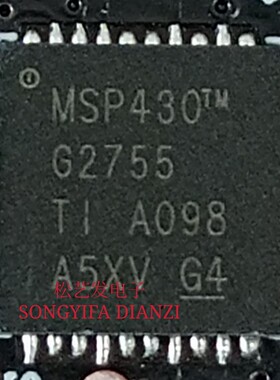 MSP430™
G2755
TI A098
A5XV G4
松艺发电子
SONGYIFA DIANZI